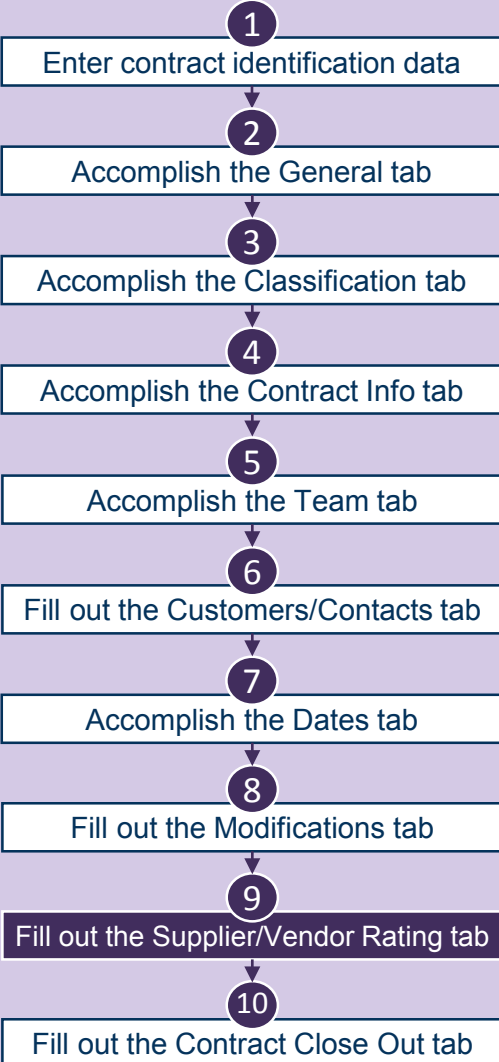 1
Enter contract identification data
2
Accomplish the General tab
3
Accomplish the Classification tab
4
Accomplish the Contract Info tab
5
Accomplish the Team tab
6
Fill out the Customers/Contacts tab
7
Accomplish the Dates tab
8
Fill out the Modifications tab
9
Fill out the Supplier/Vendor Rating tab
10
Fill out the Contract Close Out tab